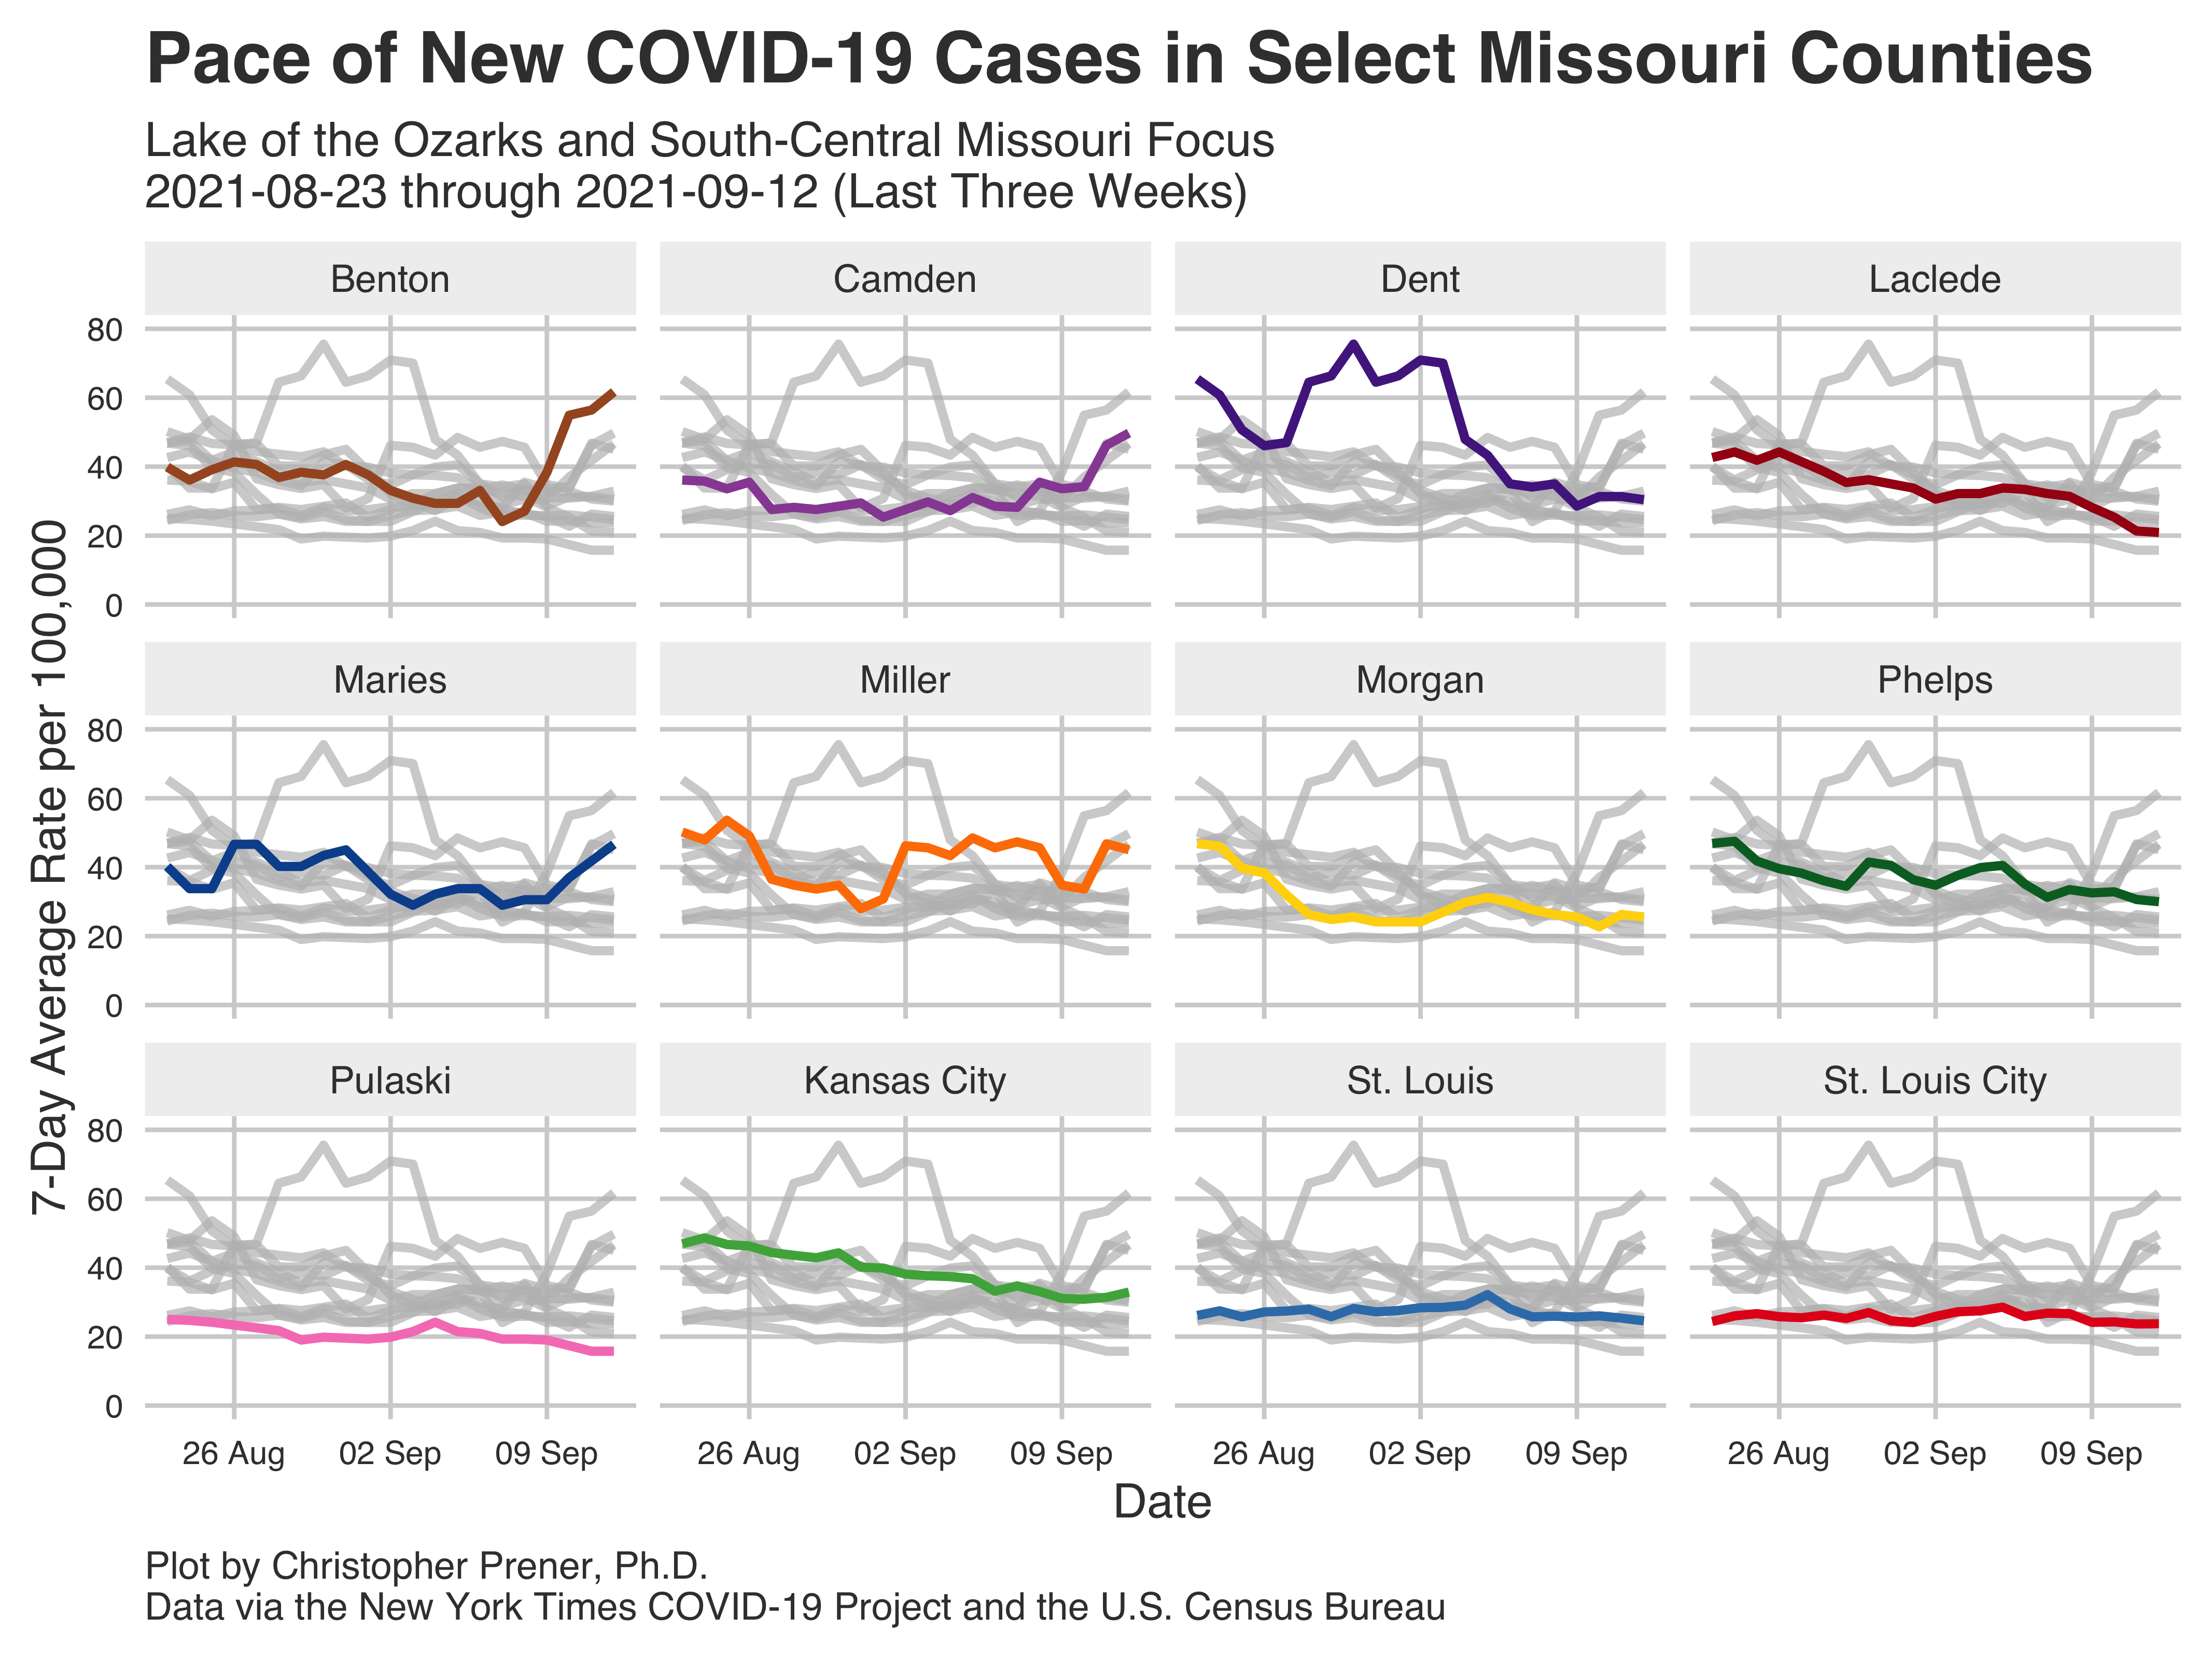 Pace of New COVID-19 Cases in Select Missouri Counties
Lake of the Ozarks and South-Central Missouri Focus
2021-08-23 through 2021-09-12 (Last Three Weeks)
7-Day Average Rate per 100,000
Benton
Camden
Dent
Laclede
80
60
40
20
0
Maries
Miller
Morgan
Phelps
80
60
40
20
0
Pulaski
Kansas City
St. Louis
St. Louis City
80
60
40
20
0
26 Aug 02 Sep 09 Sep
26 Aug 02 Sep 09 Sep
26 Aug 02 Sep 09 Sep
26 Aug 02 Sep 09 Sep
Date
Plot by Christopher Prener, Ph.D.
Data via the New York Times COVID-19 Project and the U.S. Census Bureau